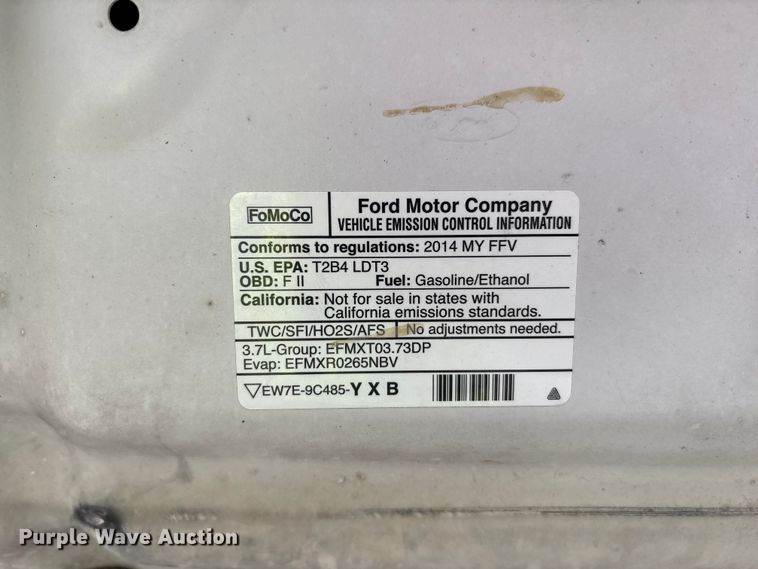 FoMoCo
Ford Motor Company
VEHICLE EMISSION CONTROL INFORMATION
Conforms to regulations: 2014 MY FFV
U.S. EPA: T2B4 LDT3
OBD: F II Fuel: Gasoline/Ethanol
California: Not for sale in states with
California emissions standards.
TWC/SFI/HO2S/AFS No adjustments needed.
3.7L-Group: EFMXT03.73DP
Evap: EFMXR0265NBV
EW7E-9C485-Y X B
Purple Wave Auction